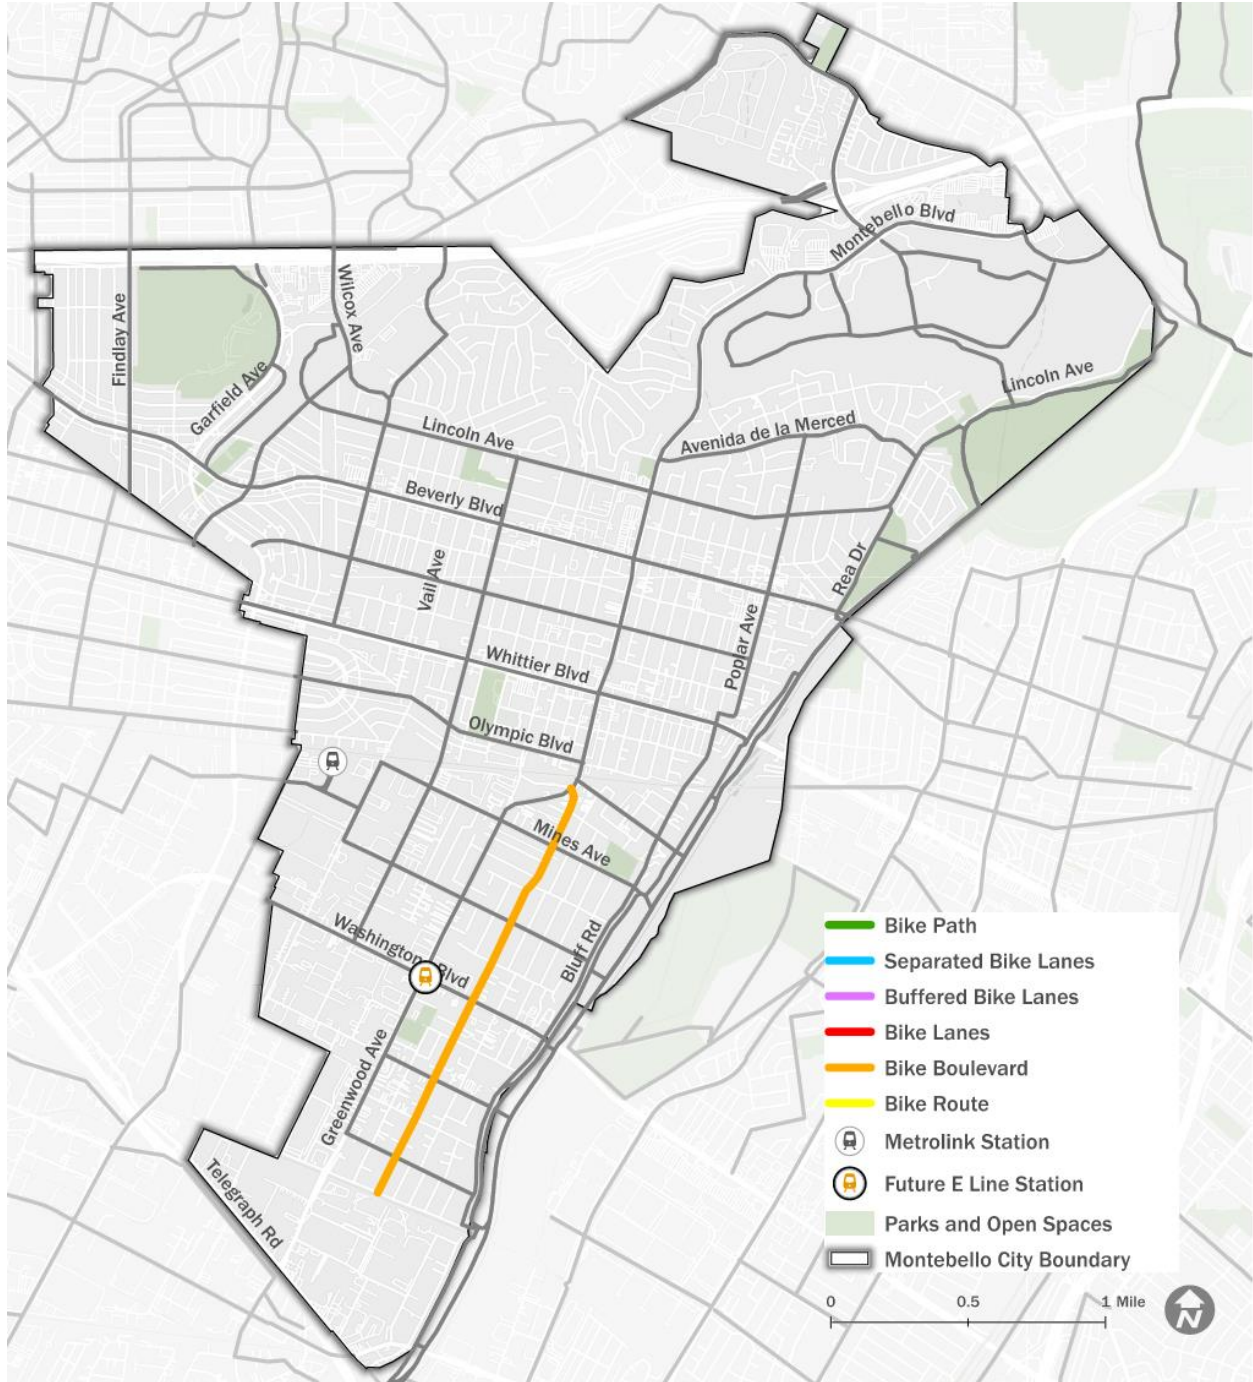 Montebello Blvd
Findlay Ave
Wilcox Ave
Garfield Ave
Lincoln Ave
Lincoln Ave
Avenida de la Merced
Beverly Blvd
Vail Ave
Rea Dr
Poplar Ave
Whittier Blvd
Olympic Blvd
Mines Ave
Washington Blvd
Bluff Rd
Greenwood Ave
Telegraph Rd
Bike Path
Separated Bike Lanes
Buffered Bike Lanes
Bike Lanes
Bike Boulevard
Bike Route
Metrolink Station
Future E Line Station
Parks and Open Spaces
Montebello City Boundary
0 0.5 1 Mile
N